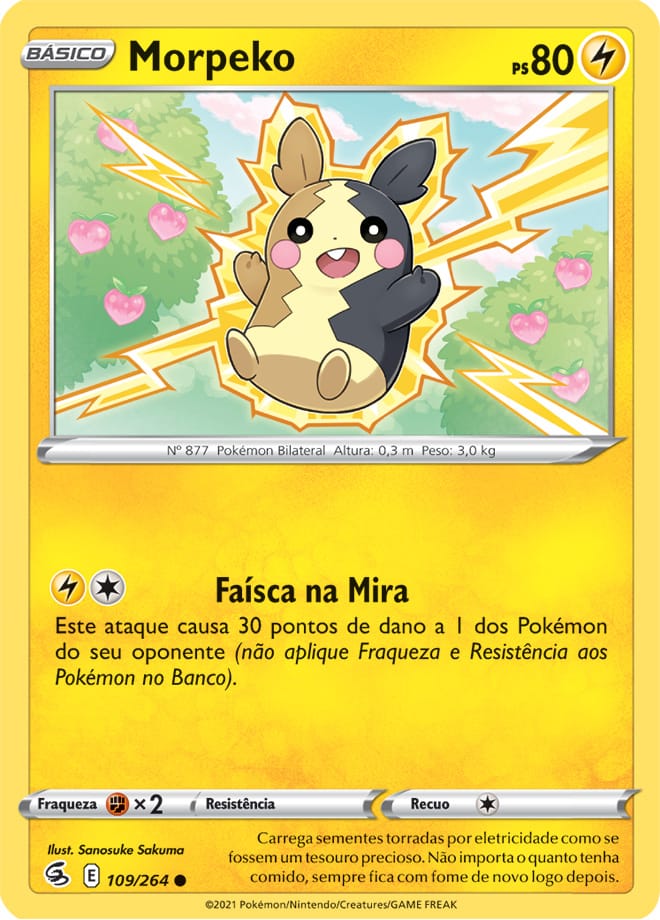 BÁSICO Morpeko PS80
Nº 877 Pokémon Bilateral Altura: 0,3 m Peso: 3,0 kg
Faísca na Mira
Este ataque causa 30 pontos de dano a 1 dos Pokémon
do seu oponente (não aplique Fraqueza e Resistência aos
Pokémon no Banco).
Fraqueza ×2 Resistência Recuo
Ilust. Sanosuke Sakuma
E 109/264
Carrega sementes torradas por eletricidade como se
fossem um tesouro precioso. Não importa o quanto tenha
comido, sempre fica com fome de novo logo depois.
©2021 Pokémon/Nintendo/Creatures/GAME FREAK